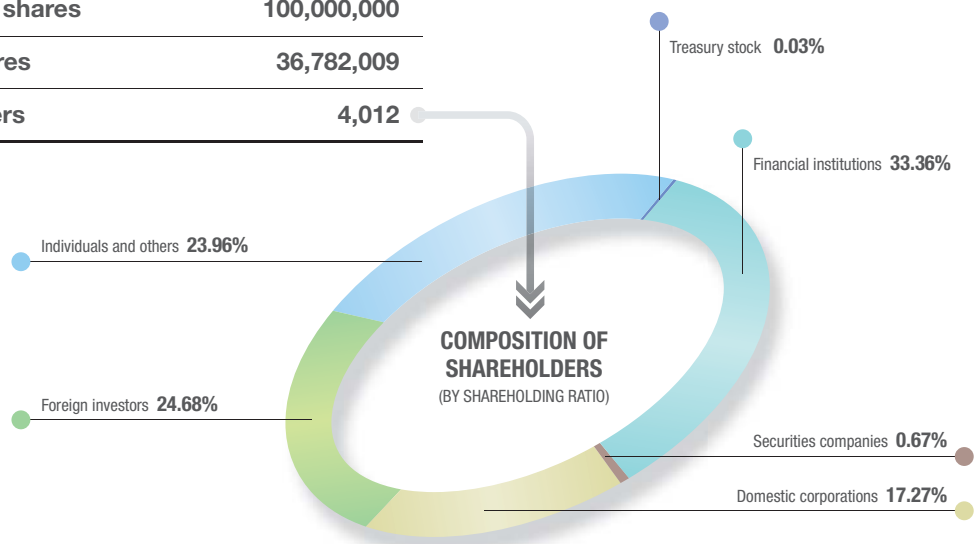 shares 100,000,000
36,782,009
4,012
Treasury stock 0.03%
Financial institutions 33.36%
Individuals and others 23.96%
COMPOSITION OF
SHAREHOLDERS
(BY SHAREHOLDING RATIO)
Foreign investors 24.68%
Securities companies 0.67%
Domestic corporations 17.27%